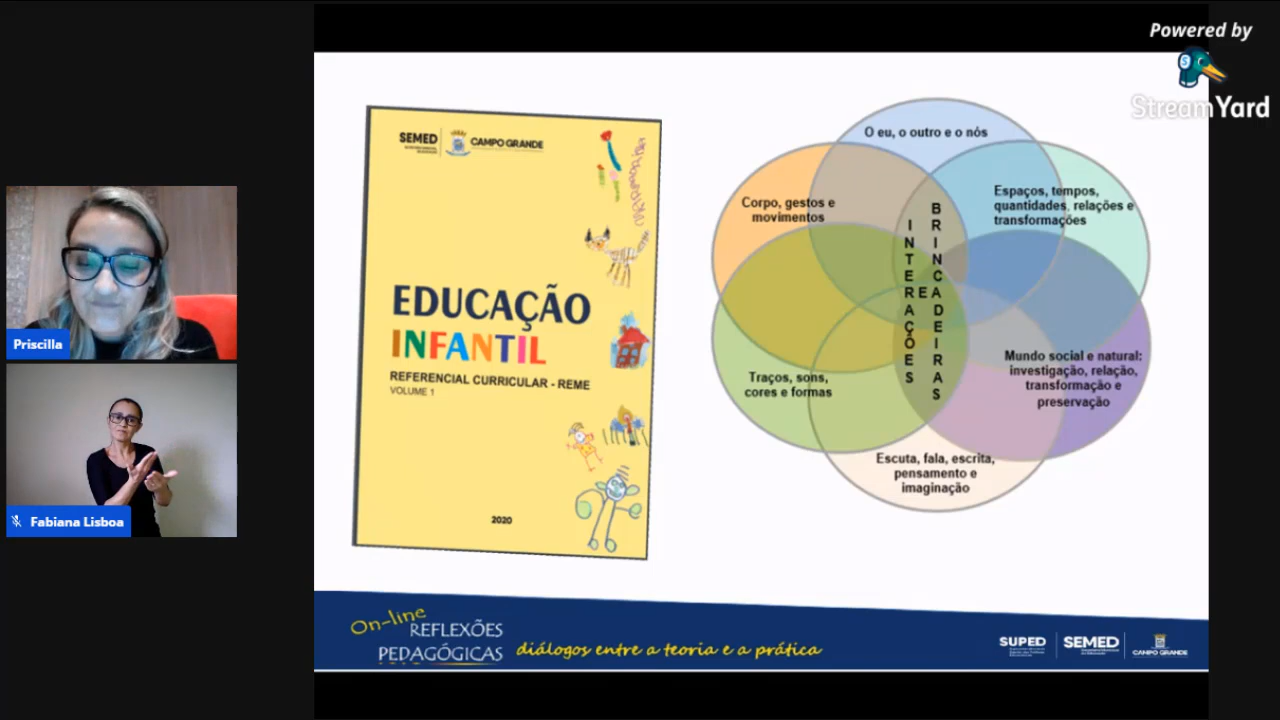 Powered by
StreamYard
SEMED
CAMPO GRANDE
EDUCAÇÃO
INFANTIL
REFERENCIAL CURRICULAR - REME
VOLUME 1
2020
O eu, o outro e o nós
Corpo, gestos e
movimentos
Espaços, tempos,
quantidades, relações e
transformações
INTERAÇÕES
E
BRINCADEIRAS
Traços, sons,
cores e formas
Mundo social e natural:
investigação, relação,
transformação e
preservação
Escuta, fala, escrita,
pensamento e
imaginação
Priscilla
Fabiana Lisboa
On-line
REFLEXÕES
PEDAGÓGICAS
diálogos entre a teoria e a prática
SUPED
SEMED
CAMPO GRANDE